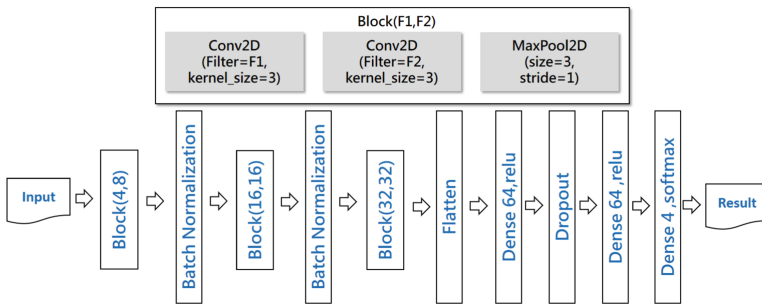 Block(F1,F2)
Conv2D
(Filter=F1,
kernel_size=3)
Conv2D
(Filter=F2,
kernel_size=3)
MaxPool2D
(size=3,
stride=1)
Input
Block(4,8)
Batch Normalization
Block(16,16)
Batch Normalization
Block(32,32)
Flatten
Dense 64,relu
Dropout
Dense 64 ,relu
Dense 4 ,softmax
Result